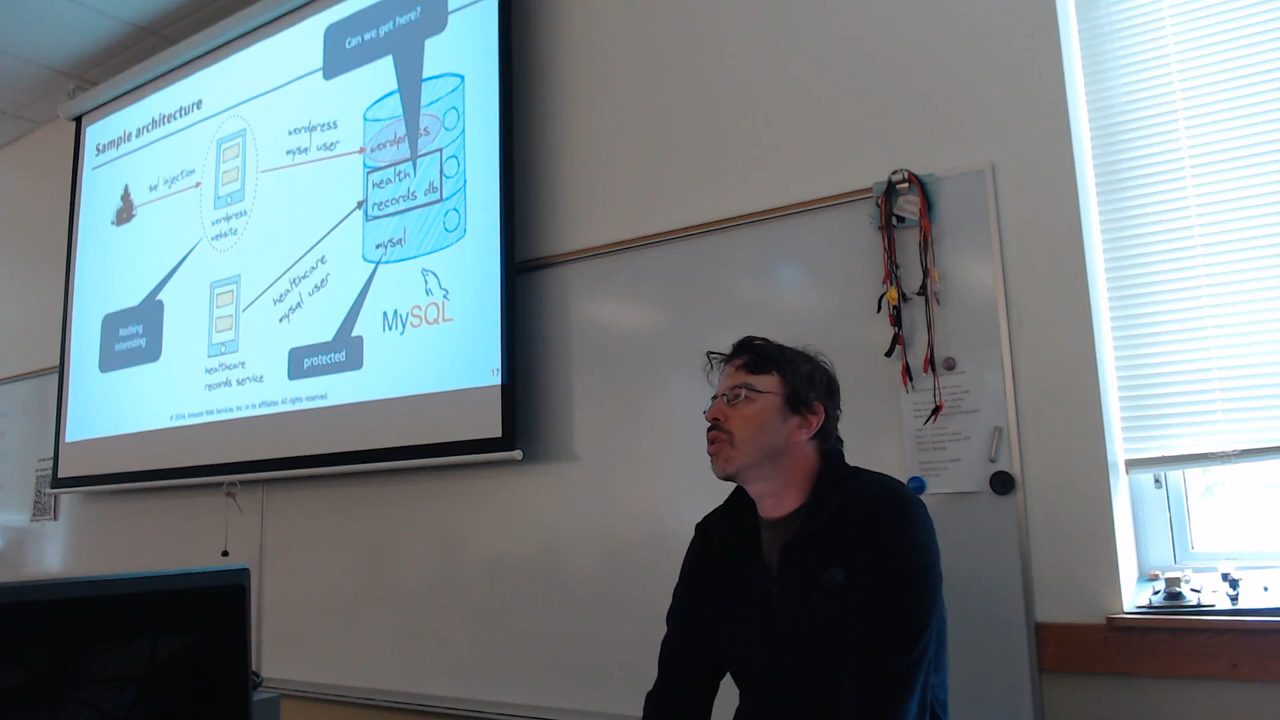 Can we get here?
Sample architecture
sql injection
wordpress
mysql user
wordpress
health
records db
mysql
wordpress
website
healthcare
mysql user
Nothing
interesting
protected
MySQL
healthcare
records service
17
© 2024, Amazon Web Services, Inc. or its affiliates. All rights reserved.